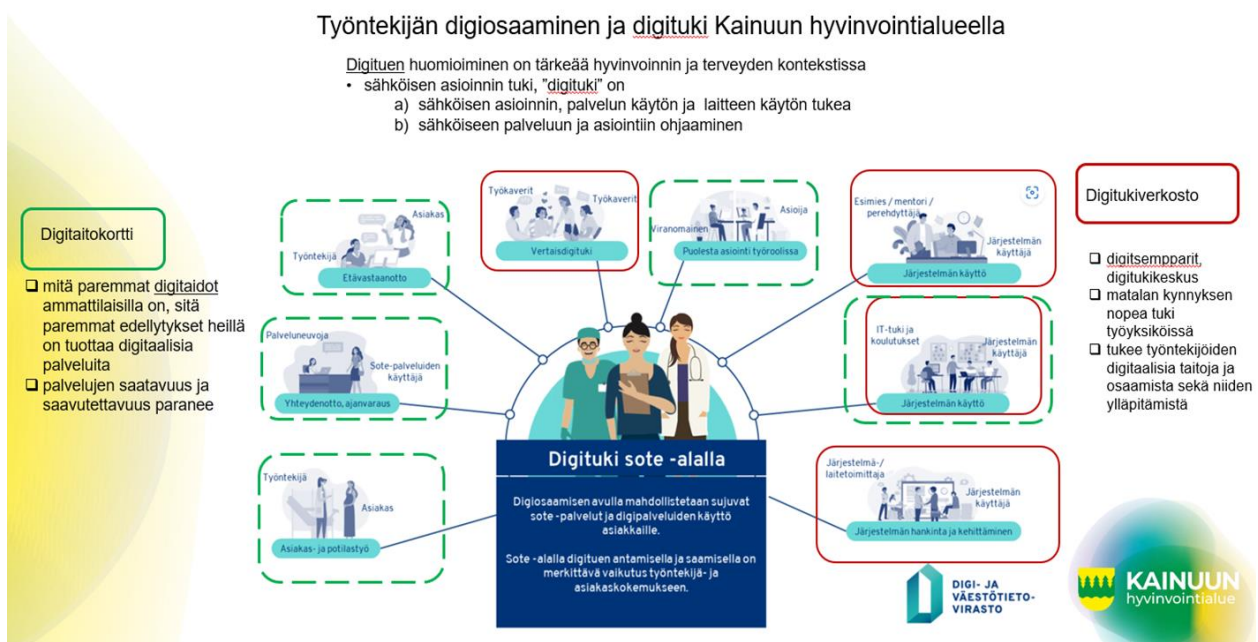 Työntekijän digiosaaminen ja digituki Kainuun hyvinvointialueella
Digituen huomioiminen on tärkeää hyvinvoinnin ja terveyden kontekstissa
• sähköisen asioinnin tuki, ”digituki” on
a) sähköisen asioinnin, palvelun käytön ja laitteen käytön tukea
b) sähköiseen palveluun ja asiointiin ohjaaminen
Digitaitokortti
mitä paremmat digitaidot
ammattilaisilla on, sitä
paremmat edellytykset heillä
on tuottaa digitaalisia
palveluita
palvelujen saatavuus ja
saavutettavuus paranee
Asiakas
Työntekijä
Etävastaanotto
Työkaverit
Työkaverit
Vertaisdigituki
Asioija
Viranomainen
Puolesta asiointi työroolissa
Esimies / mentori /
perehdyttäjä
Järjestelmän
käyttäjä
Järjestelmän käyttö
Palveluneuvoja
Sote-palveluiden
käyttäjä
Yhteydenotto, ajanvaraus
IT-tuki ja
koulutukset
Järjestelmän
käyttäjä
Järjestelmän käyttö
Työntekijä
Asiakas
Asiakas- ja potilastyö
Järjestelmä-/
laitetoimittaja
Järjestelmän
käyttäjä
Järjestelmän hankinta ja kehittäminen
Digituki sote -alalla
Digiosaamisen avulla mahdollistetaan sujuvat
sote -palvelut ja digipalveluiden käyttö
asiakkaille.
Sote -alalla digituen antamisella ja saamisella on
merkittävä vaikutus työntekijä- ja
asiakaskokemukseen.
Digitukiverkosto
digitsempparit,
digitukikeskus
matalan kynnyksen
nopea tuki
työyksiköissä
tukee työntekijöiden
digitaalisia taitoja ja
osaamista sekä niiden
ylläpitämistä
DIGI- JA
VÄESTÖTIETO-
VIRASTO
KAINUUN
hyvinvointialue